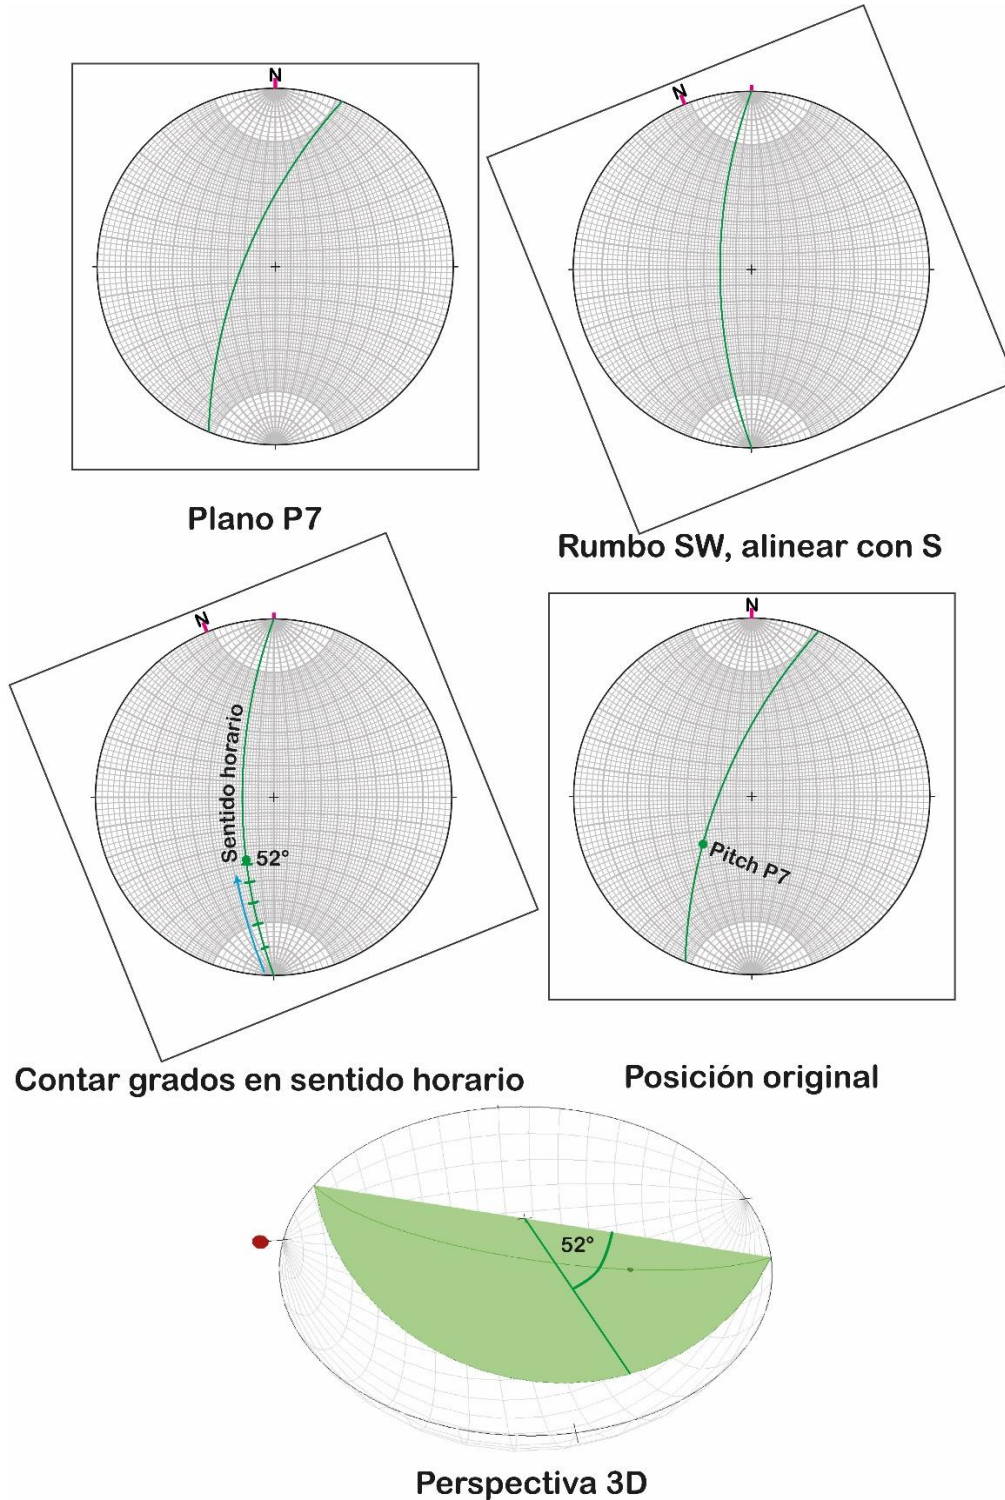 N
N
Plano P7
Rumbo SW, alinear con S
N
Sentido horario
52°
N
Pitch P7
Contar grados en sentido horario
Posición original
52°
Perspectiva 3D